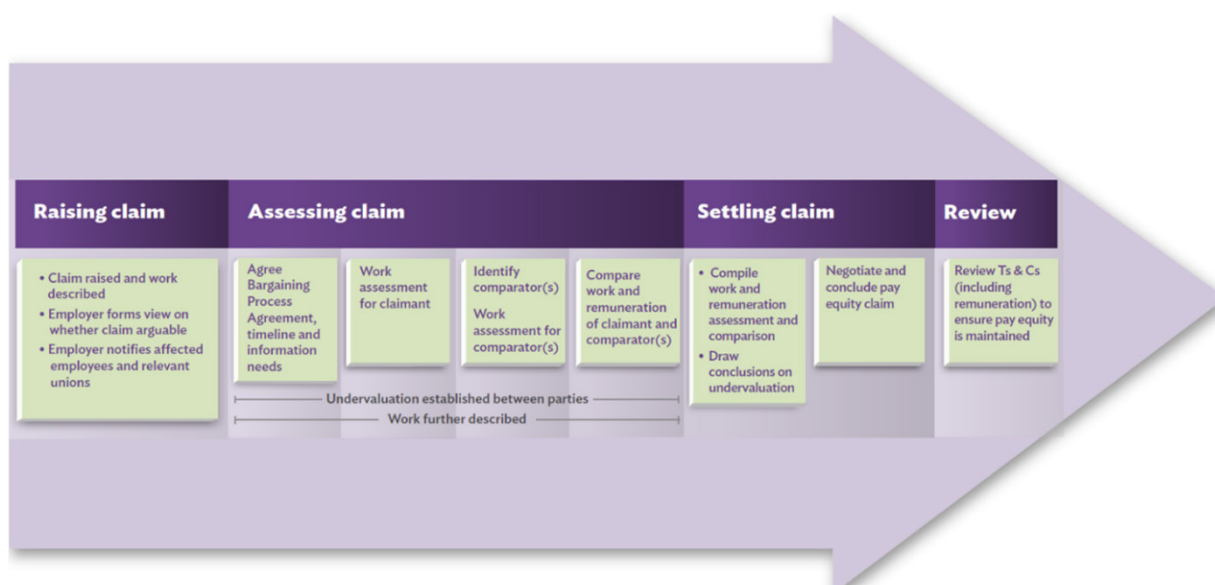 Raising claim
Assessing claim
Settling claim
Review
• Claim raised and work
described
• Employer forms view on
whether claim arguable
• Employer notifies affected
employees and relevant
unions
Agree
Bargaining
Process
Agreement,
timeline and
information
needs
Work
assessment
for claimant
Identify
comparator(s)
Work
assessment for
comparator(s)
Compare
work and
remuneration
of claimant and
comparator(s)
Undervaluation established between parties
Work further described
• Compile
work and
remuneration
assessment and
comparison
• Draw
conclusions on
undervaluation
Negotiate and
conclude pay
equity claim
Review Ts & Cs
(including
remuneration) to
ensure pay equity
is maintained